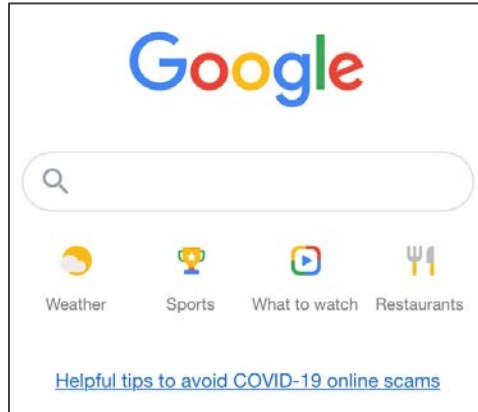 Google
Weather Sports What to watch Restaurants
Helpful tips to avoid COVID-19 online scams